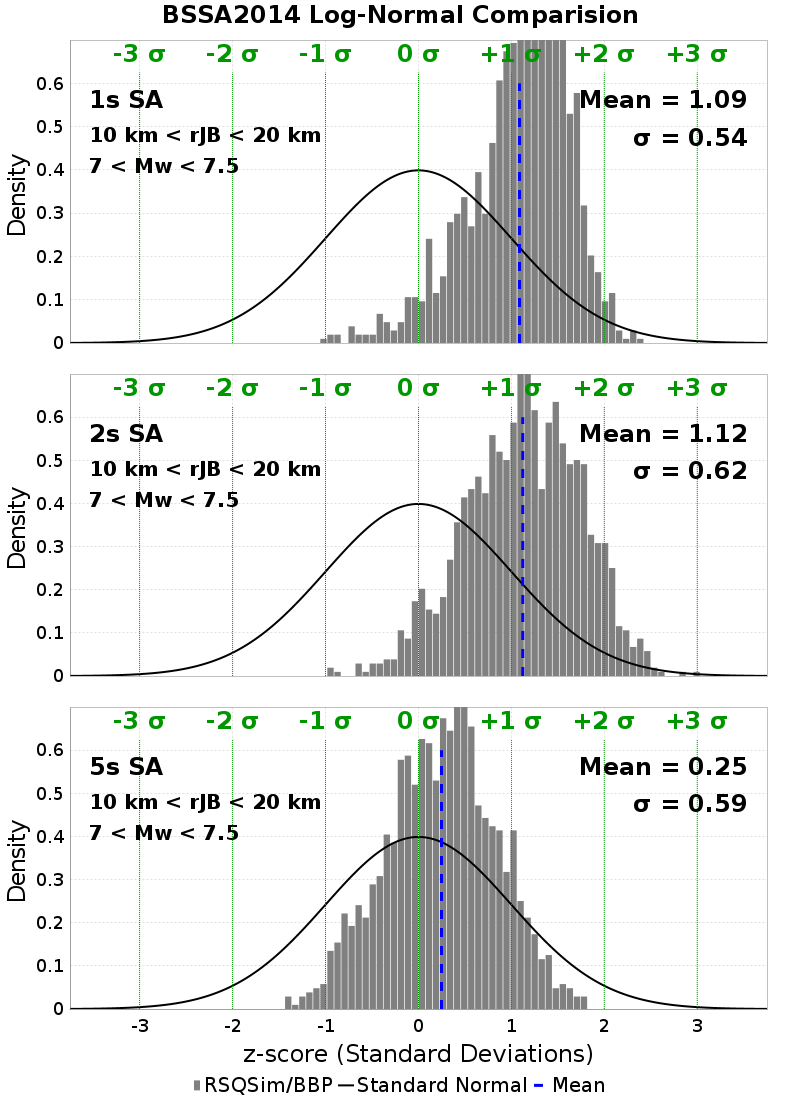 BSSA2014 Log-Normal Comparision
-3 σ -2 σ -1 σ 0 σ +1 σ +2 σ +3 σ
1s SA
10 km < rJB < 20 km
7 < Mw < 7.5
Mean = 1.09
σ = 0.54
Density
0.6
0.5
0.4
0.3
0.2
0.1
0
-3 σ -2 σ -1 σ 0 σ +1 σ +2 σ +3 σ
2s SA
10 km < rJB < 20 km
7 < Mw < 7.5
Mean = 1.12
σ = 0.62
Density
0.6
0.5
0.4
0.3
0.2
0.1
0
-3 σ -2 σ -1 σ 0 σ +1 σ +2 σ +3 σ
5s SA
10 km < rJB < 20 km
7 < Mw < 7.5
Mean = 0.25
σ = 0.59
Density
0.6
0.5
0.4
0.3
0.2
0.1
0
-3 -2 -1 0 1 2 3
z-score (Standard Deviations)
RSQSim/BBP Standard Normal Mean